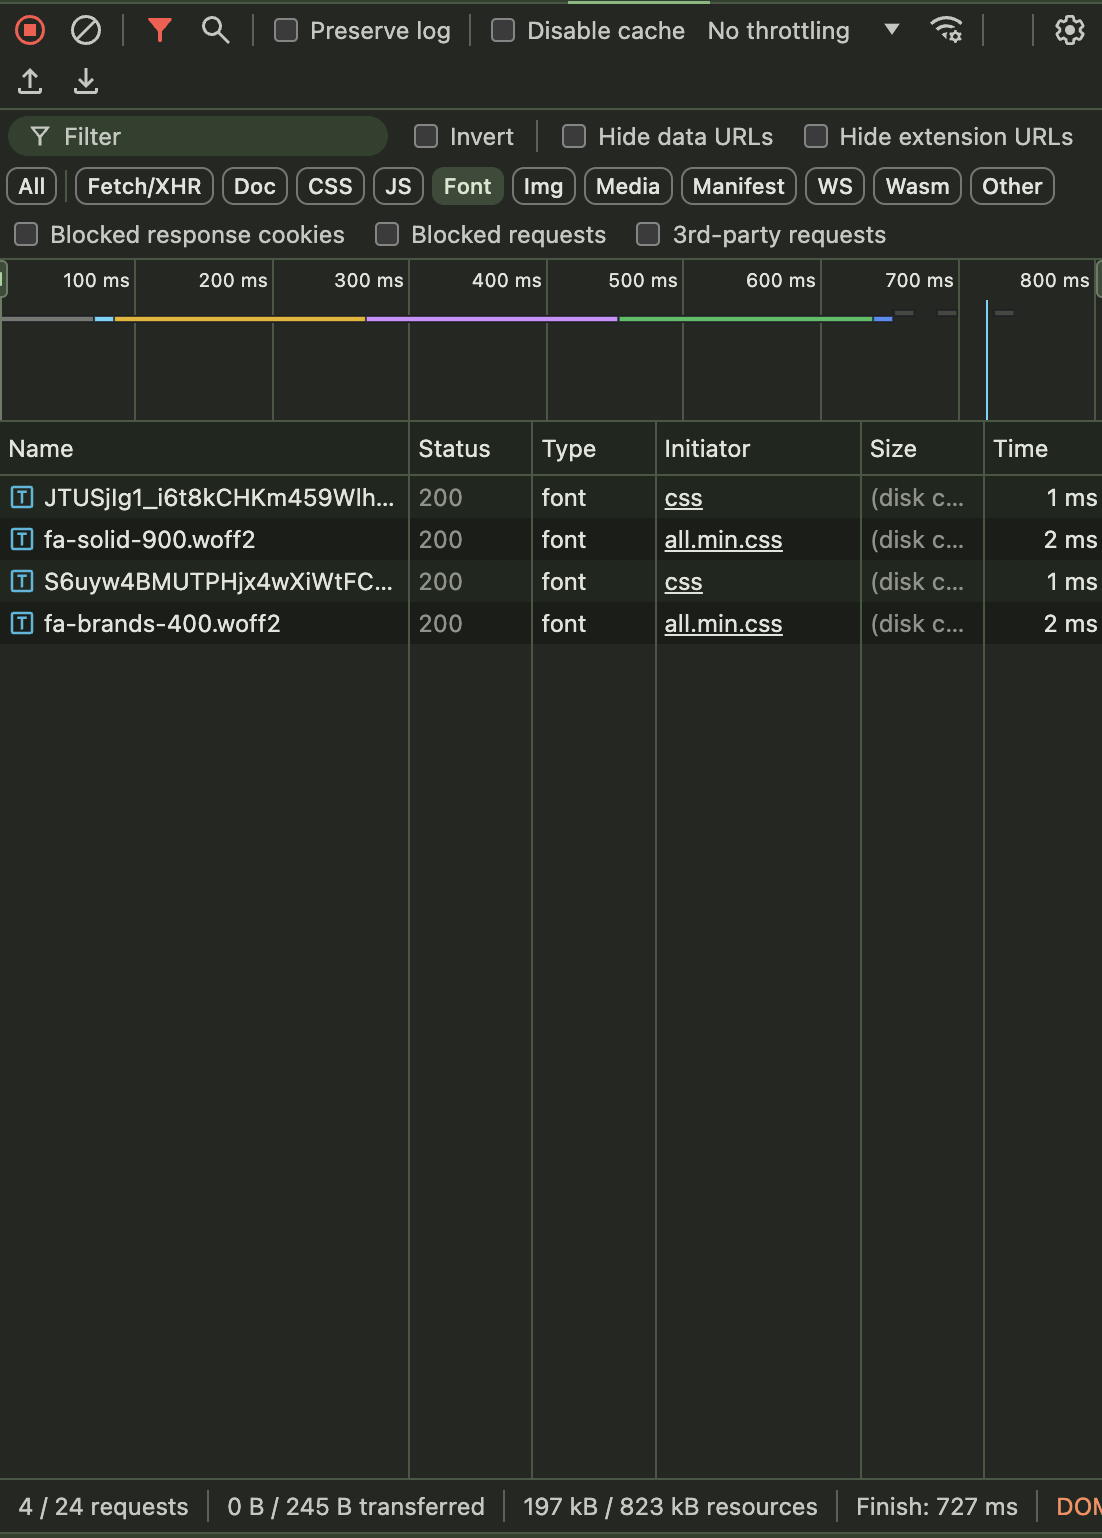 Preserve log Disable cache No throttling
Filter Invert Hide data URLs Hide extension URLs
All Fetch/XHR Doc CSS JS Font Img Media Manifest WS Wasm Other
Blocked response cookies Blocked requests 3rd-party requests
100 ms 200 ms 300 ms 400 ms 500 ms 600 ms 700 ms 800 ms
Name Status Type Initiator Size Time
JTUSjIg1_i6t8kCHKm459Wlh... 200 font css (disk c... 1 ms
fa-solid-900.woff2 200 font all.min.css (disk c... 2 ms
S6uyw4BMUTPHjx4wXiWtFC... 200 font css (disk c... 1 ms
fa-brands-400.woff2 200 font all.min.css (disk c... 2 ms
4 / 24 requests 0 B / 245 B transferred 197 kB / 823 kB resources Finish: 727 ms DOM